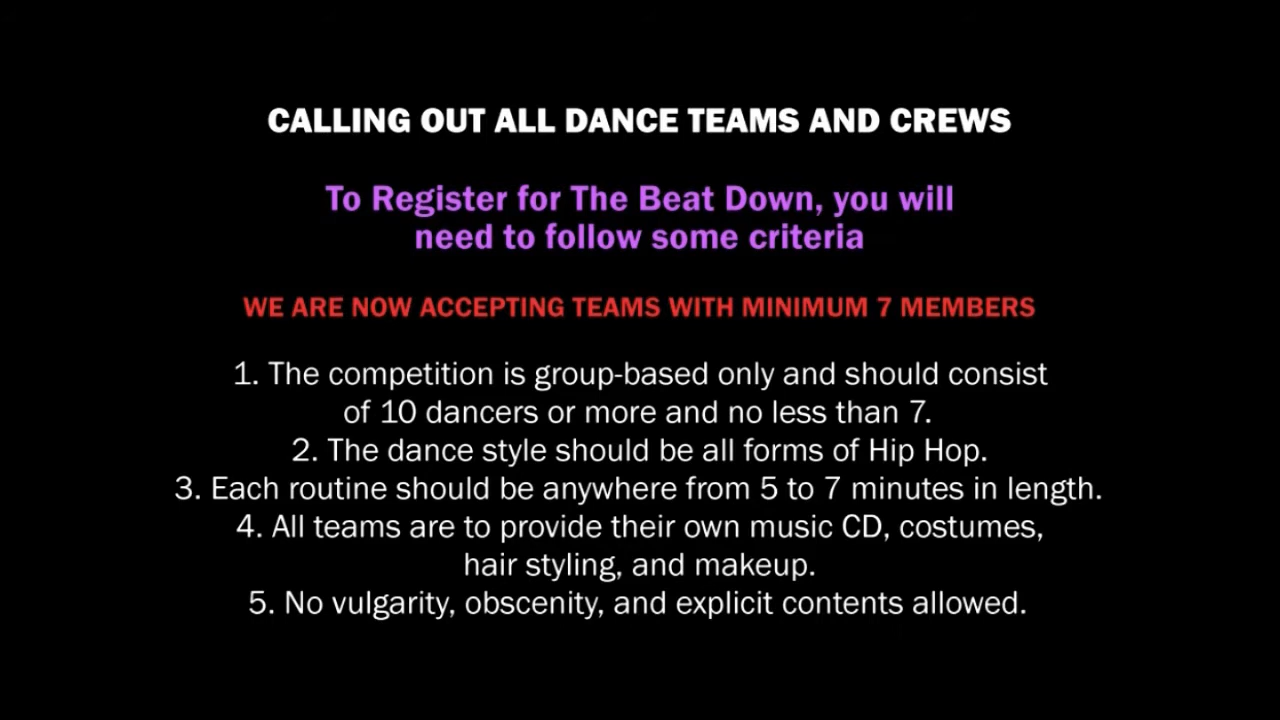 CALLING OUT ALL DANCE TEAMS AND CREWS
To Register for The Beat Down, you will
need to follow some criteria
WE ARE NOW ACCEPTING TEAMS WITH MINIMUM 7 MEMBERS
1. The competition is group-based only and should consist
of 10 dancers or more and no less than 7.
2. The dance style should be all forms of Hip Hop.
3. Each routine should be anywhere from 5 to 7 minutes in length.
4. All teams are to provide their own music CD, costumes,
hair styling, and makeup.
5. No vulgarity, obscenity, and explicit contents allowed.